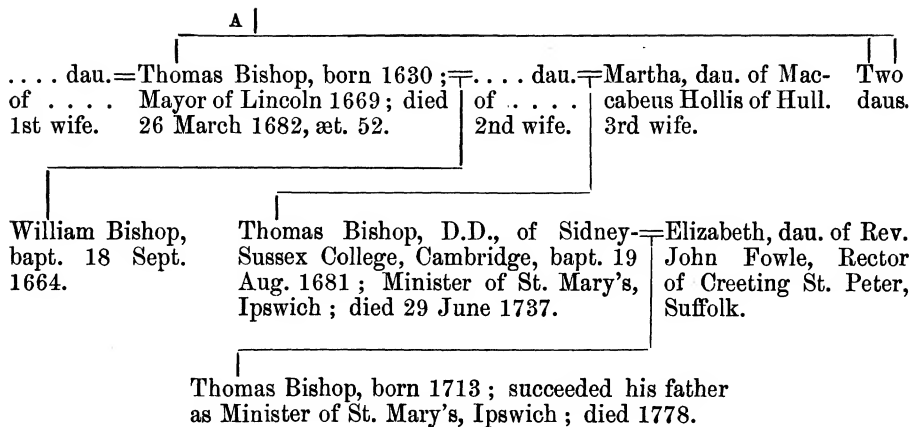 A
. . . . dau.=Thomas Bishop, born 1630 ;=. . . . dau.=Martha, dau. of Mac- Two
of . . . . Mayor of Lincoln 1669 ; died of . . . . cabeus Hollis of Hull. daus.
1st wife. 26 March 1682, æt. 52. 2nd wife. 3rd wife.
William Bishop,
bapt. 18 Sept.
1664.
Thomas Bishop, D.D., of Sidney-=Elizabeth, dau. of Rev.
Sussex College, Cambridge, bapt. 19 John Fowle, Rector
Aug. 1681 ; Minister of St. Mary's, of Creeting St. Peter,
Ipswich ; died 29 June 1737. Suffolk.
Thomas Bishop, born 1713 ; succeeded his father
as Minister of St. Mary's, Ipswich ; died 1778.